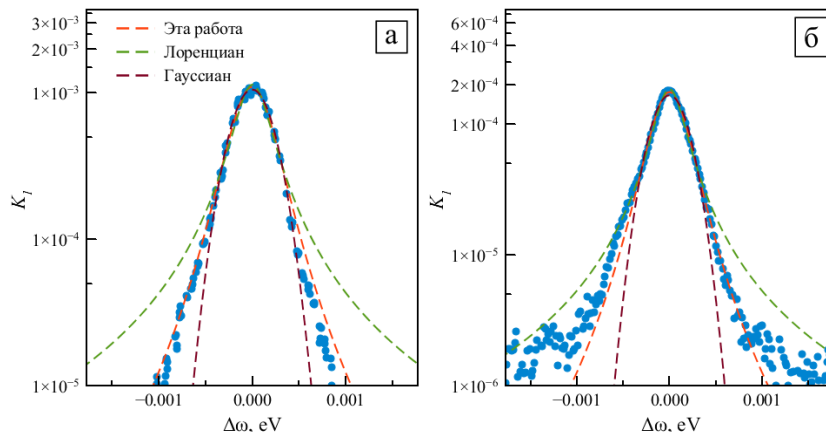 3×10⁻³
2×10⁻³
1×10⁻³
1×10⁻⁴
1×10⁻⁵
K₁
Эта работа
Лоренциан
Гауссиан
а
−0.001
0.000
0.001
Δω, eV
6×10⁻⁴
4×10⁻⁴
2×10⁻⁴
1×10⁻⁴
1×10⁻⁵
1×10⁻⁶
K₁
б
−0.001
0.000
0.001
Δω, eV